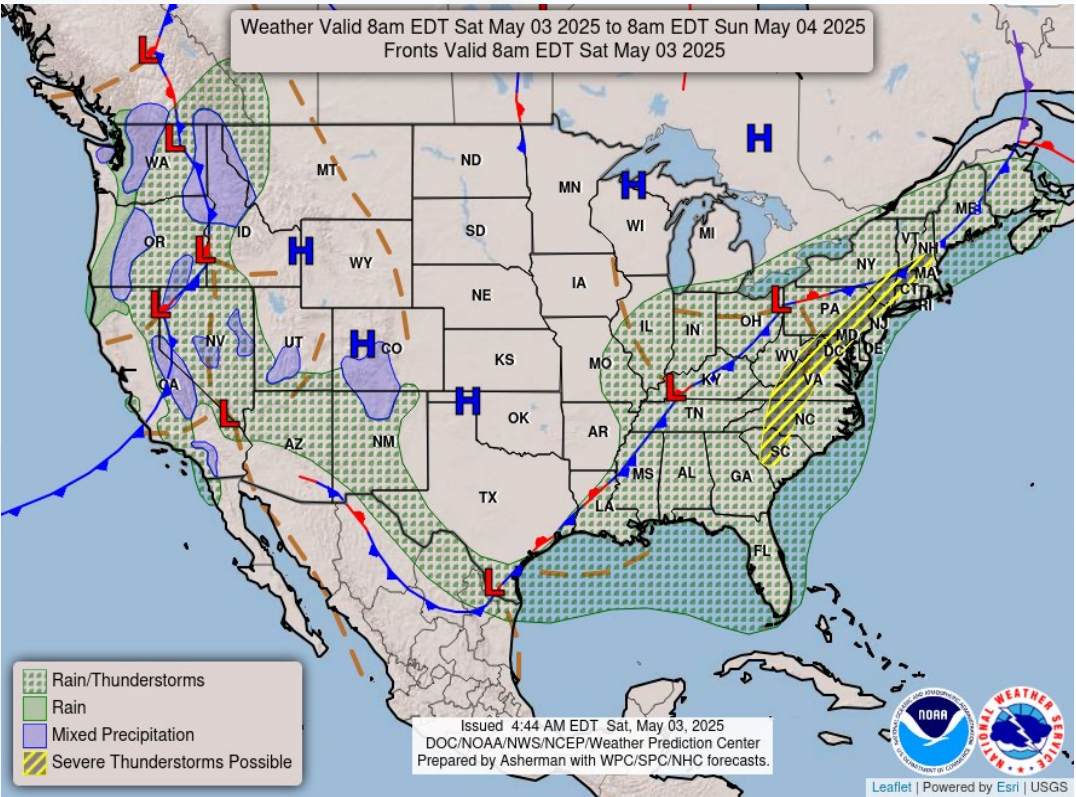 Weather Valid 8am EDT Sat May 03 2025 to 8am EDT Sun May 04 2025
Fronts Valid 8am EDT Sat May 03 2025
L
H
L
WA
MT
ND
MN
H
WI
MI
ME
VT
NH
OR
ID
L
H
SD
WY
NY
MA
CT
RI
L
NE
IA
L
PA
OH
IL
IN
NJ
NV
UT
H
CO
KS
MO
MD
DE
DC
WV
VA
CA
L
KY
L
H
OK
AR
TN
NC
AZ
NM
SC
MS
AL
GA
TX
LA
FL
L
Rain/Thunderstorms
Rain
Mixed Precipitation
Severe Thunderstorms Possible
Issued 4:44 AM EDT Sat, May 03, 2025
DOC/NOAA/NWS/NCEP/Weather Prediction Center
Prepared by Asherman with WPC/SPC/NHC forecasts.
NOAA
NATIONAL WEATHER SERVICE
Leaflet | Powered by Esri | USGS